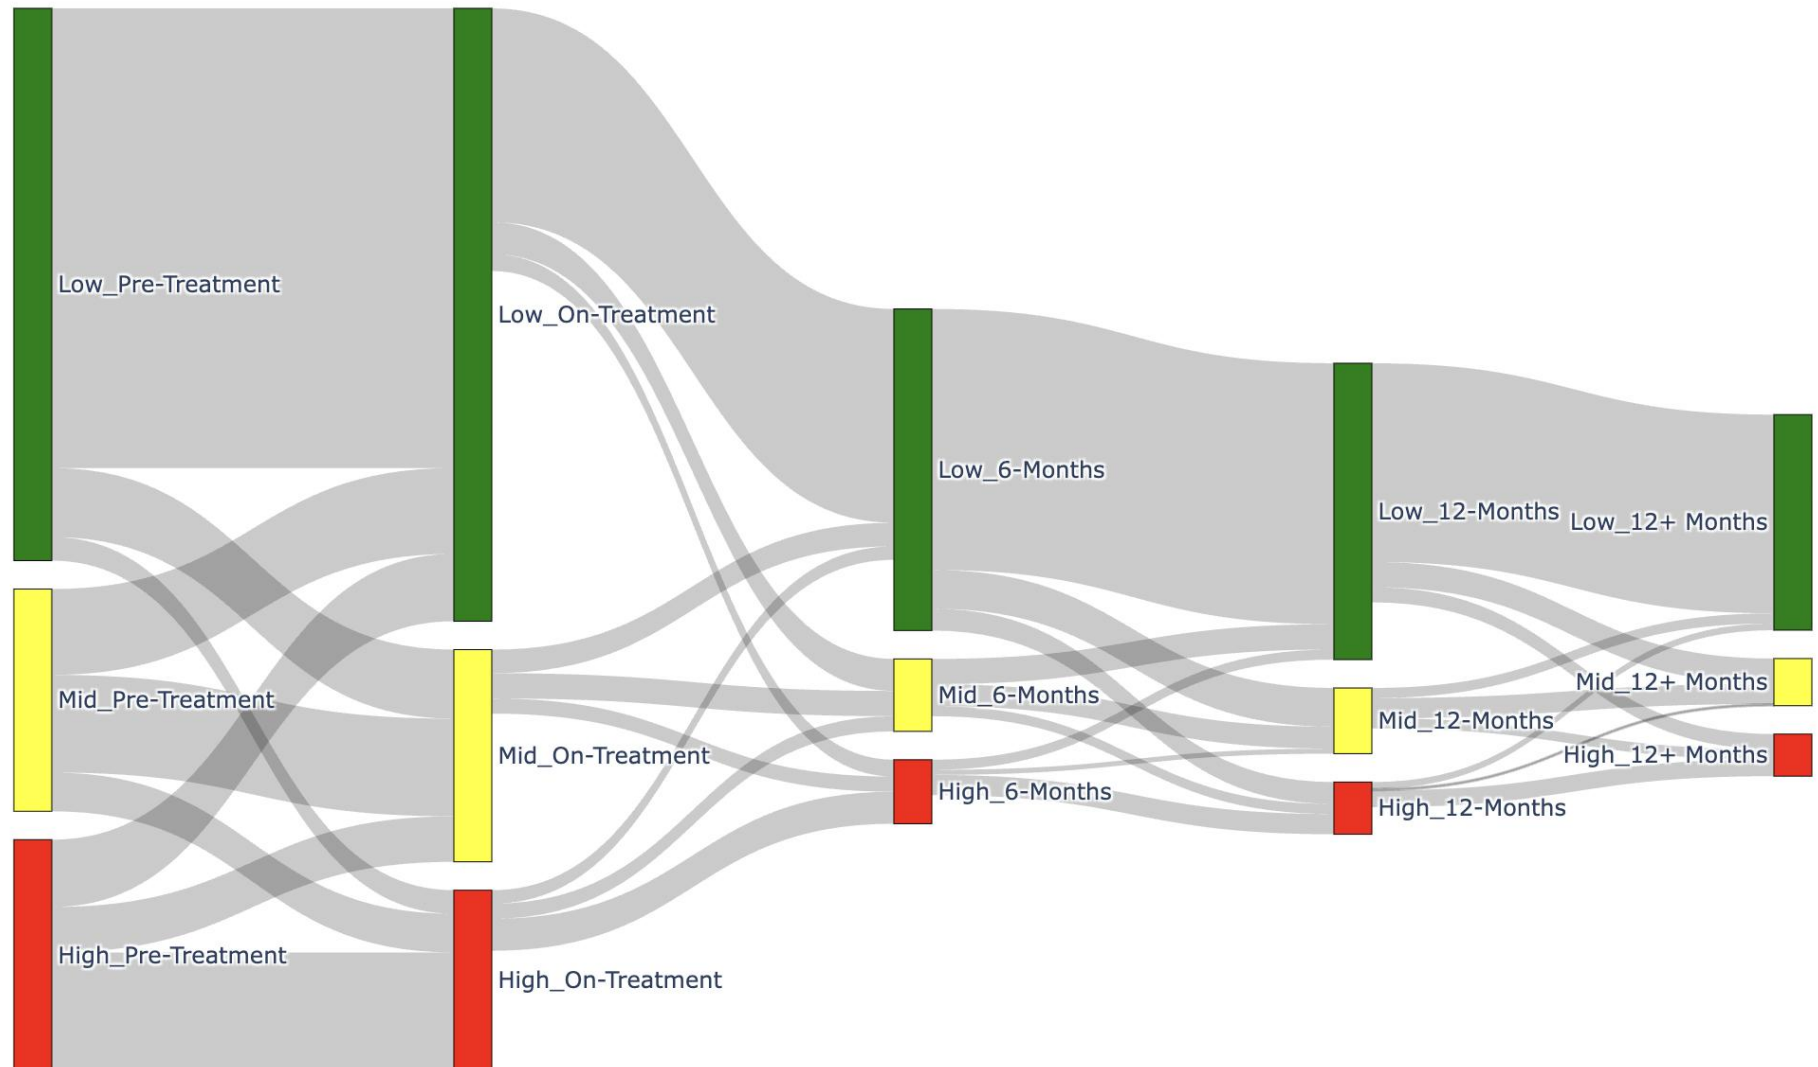 Low_Pre-Treatment
Mid_Pre-Treatment
High_Pre-Treatment
Low_On-Treatment
Mid_On-Treatment
High_On-Treatment
Low_6-Months
Mid_6-Months
High_6-Months
Low_12-Months
Mid_12-Months
High_12-Months
Low_12+ Months
Mid_12+ Months
High_12+ Months